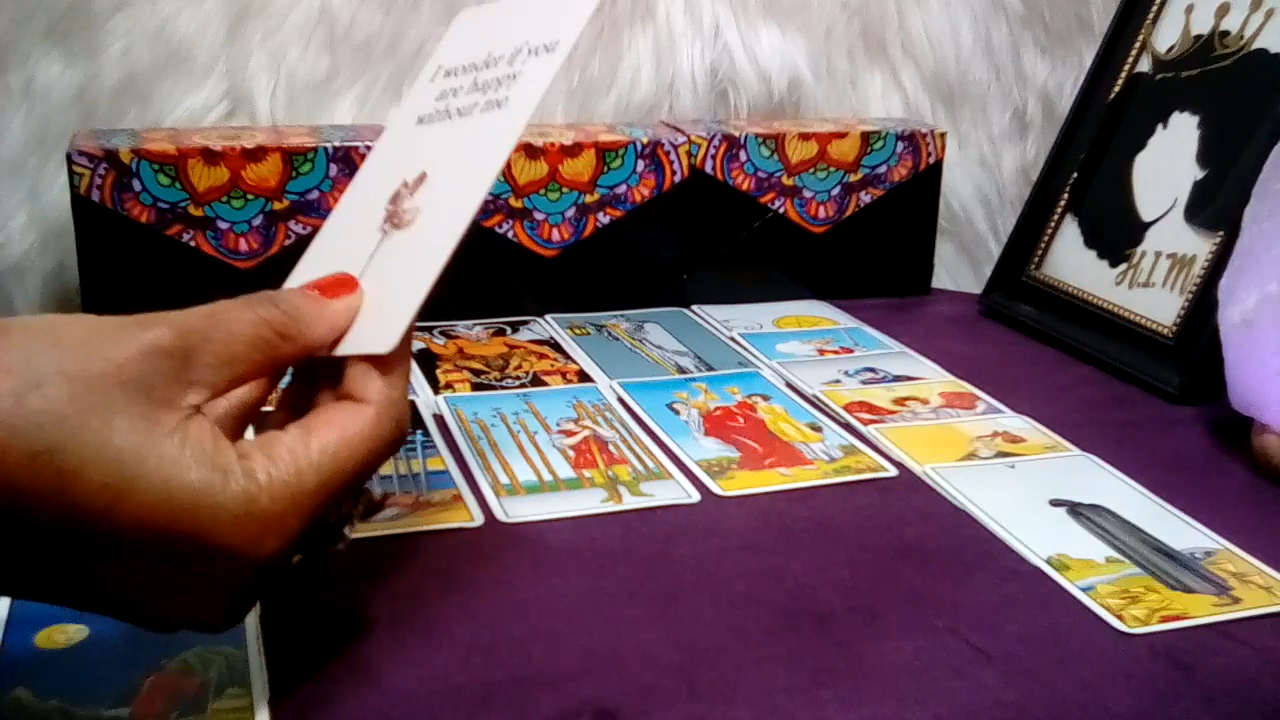 I wonder if you
are happy
without me.
H.I.M
V